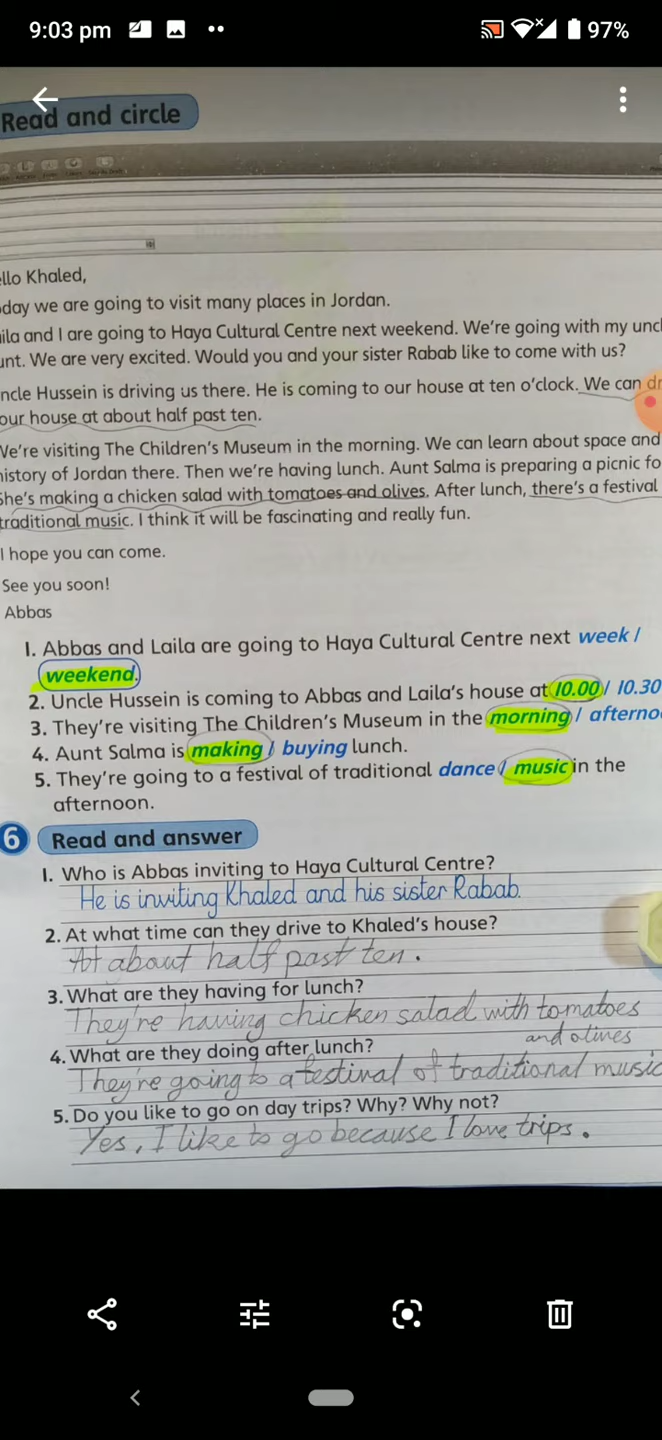 9:03 pm
97%
Read and circle
llo Khaled,
day we are going to visit many places in Jordan.
ila and I are going to Haya Cultural Centre next weekend. We're going with my uncl
unt. We are very excited. Would you and your sister Rabab like to come with us?
ncle Hussein is driving us there. He is coming to our house at ten o'clock. We can dr
our house at about half past ten.
We're visiting The Children's Museum in the morning. We can learn about space and
history of Jordan there. Then we're having lunch. Aunt Salma is preparing a picnic fo
She's making a chicken salad with tomatoes and olives. After lunch, there's a festival
traditional music. I think it will be fascinating and really fun.
I hope you can come.
See you soon!
Abbas
1. Abbas and Laila are going to Haya Cultural Centre next week /
weekend.
2. Uncle Hussein is coming to Abbas and Laila's house at 10.00 / 10.30
3. They're visiting The Children's Museum in the morning / afterno
4. Aunt Salma is making / buying lunch.
5. They're going to a festival of traditional dance / music in the
afternoon.
6 Read and answer
1. Who is Abbas inviting to Haya Cultural Centre?
He is inviting Khaled and his sister Rabab.
2. At what time can they drive to Khaled's house?
At about half past ten.
3. What are they having for lunch?
They're having chicken salad with tomatoes
and olives
4. What are they doing after lunch?
They're going to a festival of traditional music
5. Do you like to go on day trips? Why? Why not?
Yes, I like to go because I love trips.